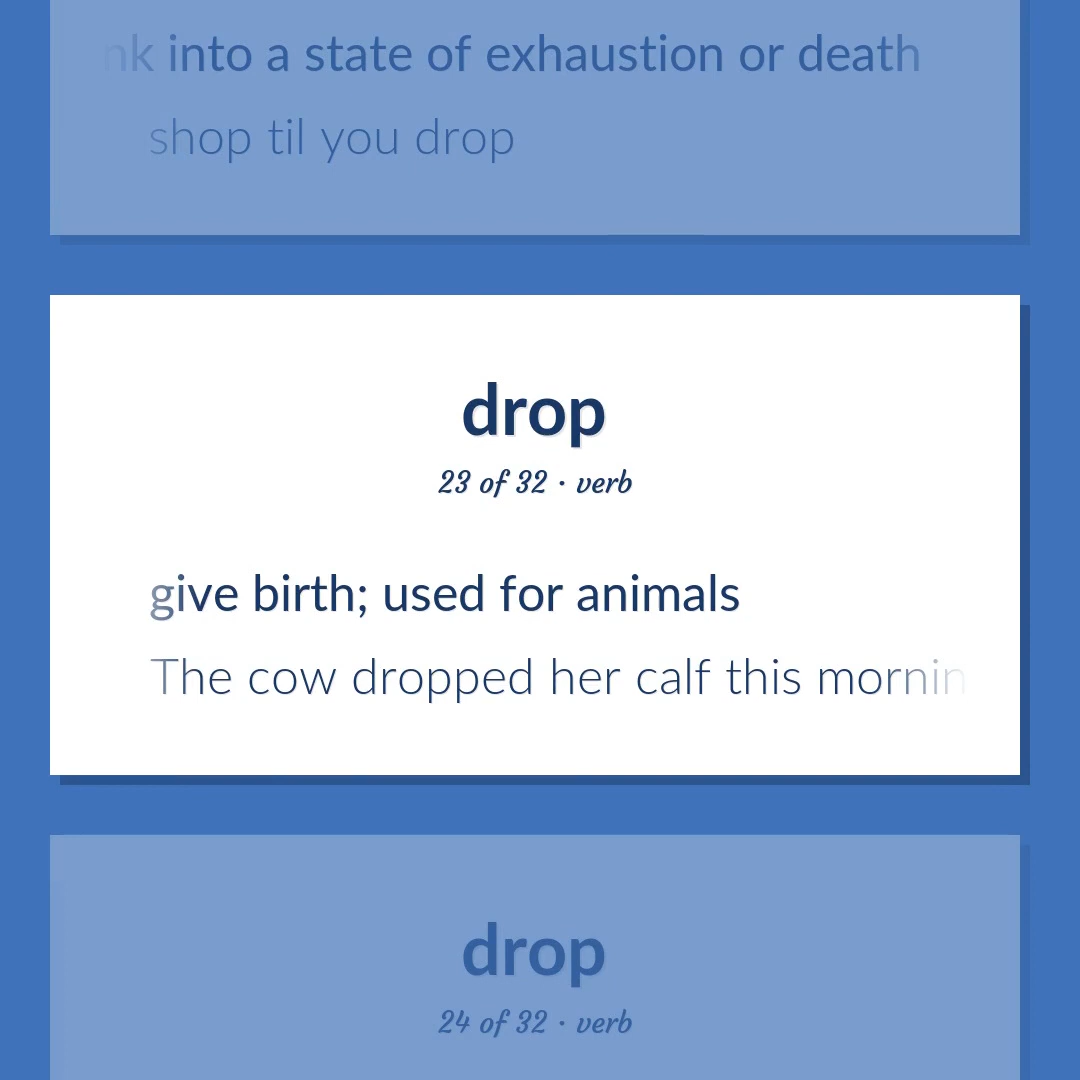 into a state of exhaustion or death
shop til you drop
drop
23 of 32 · verb
give birth; used for animals
The cow dropped her calf this mornin
drop
24 of 32 · verb